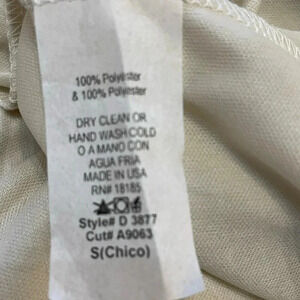 100% Polyester
& 100% Polyester
DRY CLEAN OR
HAND WASH COLD
O A MANO CON
AGUA FRIA
MADE IN USA
RN# 18185
Style# D 3877
Cut# A9063
S(Chico)